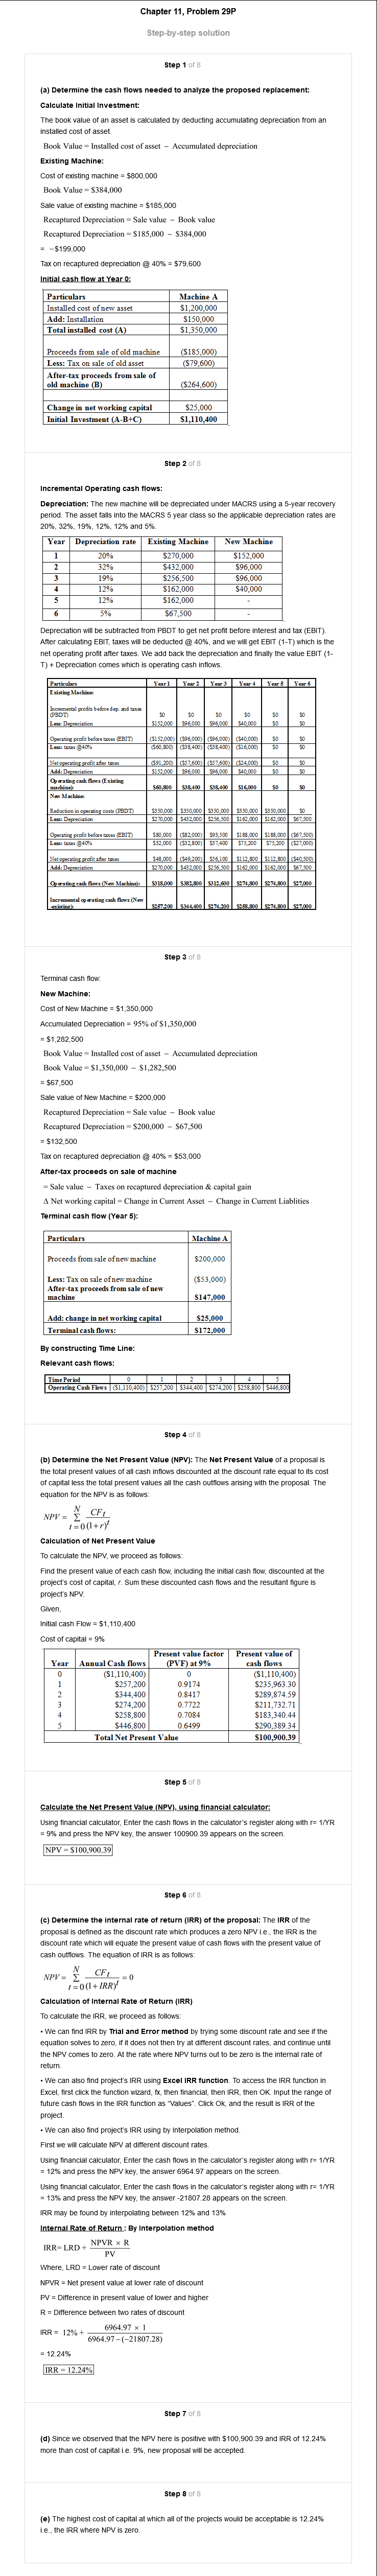 Chapter 11, Problem 29P
Step-by-step solution
Step 1 of 8
(a) Determine the cash flows needed to analyze the proposed replacement:
Calculate Initial Investment:
The book value of an asset is calculated by deducting accumulating depreciation from an
installed cost of asset.
Book Value = Installed cost of asset − Accumulated depreciation
Existing Machine:
Cost of existing machine = $800,000
Book Value = $384,000
Sale value of existing machine = $185,000
Recaptured Depreciation = Sale value − Book value
Recaptured Depreciation = $185,000 − $384,000
= −$199,000
Tax on recaptured depreciation @ 40% = $79,600
Initial cash flow at Year 0:
Particulars Machine A
Installed cost of new asset $1,200,000
Add: Installation $150,000
Total installed cost (A) $1,350,000
Proceeds from sale of old machine ($185,000)
Less: Tax on sale of old asset ($79,600)
After-tax proceeds from sale of
old machine (B) ($264,600)
Change in net working capital $25,000
Initial Investment (A-B+C) $1,110,400
Step 2 of 8
Incremental Operating cash flows:
Depreciation: The new machine will be depreciated under MACRS using a 5-year recovery
period. The asset falls into the MACRS 5 year class so the applicable depreciation rates are
20%, 32%, 19%, 12%, 12% and 5%.
Year Depreciation rate Existing Machine New Machine
1 20% $270,000 $152,000
2 32% $432,000 $96,000
3 19% $256,500 $96,000
4 12% $162,000 $40,000
5 12% $162,000 -
6 5% $67,500 -
Depreciation will be subtracted from PBDT to get net profit before interest and tax (EBIT).
After calculating EBIT, taxes will be deducted @ 40%, and we will get EBIT (1-T) which is the
net operating profit after taxes. We add back the depreciation and finally the value EBIT (1-
T) + Depreciation comes which is operating cash inflows.
Particulars Year 1 Year 2 Year 3 Year 4 Year 5 Year 6
Existing Machine:
Incremental profits before dep. and taxes
(PBDT) $0 $0 $0 $0 $0 $0
Less: Depreciation $152,000 $96,000 $96,000 $40,000 $0 $0
Operating profit before taxes (EBIT) ($152,000) ($96,000) ($96,000) ($40,000) $0 $0
Less: taxes @40% ($60,800) ($38,400) ($38,400) ($16,000) $0 $0
Net operating profit after taxes ($91,200) ($57,600) ($57,600) ($24,000) $0 $0
Add: Depreciation $152,000 $96,000 $96,000 $40,000 $0 $0
Operating cash flows (Existing
machine): $60,800 $38,400 $38,400 $16,000 $0 $0
New Machine:
Reduction in operating costs (PBDT) $350,000 $350,000 $350,000 $350,000 $350,000 $0
Less: Depreciation $270,000 $432,000 $256,500 $162,000 $162,000 $67,500
Operating profit before taxes (EBIT) $80,000 ($82,000) $93,500 $188,000 $188,000 ($67,500)
Less: taxes @40% $32,000 ($32,800) $37,400 $75,200 $75,200 ($27,000)
Net operating profit after taxes $48,000 ($49,200) $56,100 $112,800 $112,800 ($40,500)
Add: Depreciation $270,000 $432,000 $256,500 $162,000 $162,000 $67,500
Operating cash flows (New Machine): $318,000 $382,800 $312,600 $274,800 $274,800 $27,000
Incremental operating cash flows (New
-existing): $257,200 $344,400 $274,200 $258,800 $274,800 $27,000
Step 3 of 8
Terminal cash flow:
New Machine:
Cost of New Machine = $1,350,000
Accumulated Depreciation = 95% of $1,350,000
= $1,282,500
Book Value = Installed cost of asset − Accumulated depreciation
Book Value = $1,350,000 − $1,282,500
= $67,500
Sale value of New Machine = $200,000
Recaptured Depreciation = Sale value − Book value
Recaptured Depreciation = $200,000 − $67,500
= $132,500
Tax on recaptured depreciation @ 40% = $53,000
After-tax proceeds on sale of machine
= Sale value − Taxes on recaptured depreciation & capital gain
Δ Net working capital = Change in Current Asset − Change in Current Liablities
Terminal cash flow (Year 5):
Particulars Machine A
Proceeds from sale of new machine $200,000
Less: Tax on sale of new machine ($53,000)
After-tax proceeds from sale of new
machine $147,000
Add: change in net working capital $25,000
Terminal cash flows: $172,000
By constructing Time Line:
Relevant cash flows:
Time Period 0 1 2 3 4 5
Operating Cash Flows ($1,110,400) $257,200 $344,400 $274,200 $258,800 $446,800
Step 4 of 8
(b) Determine the Net Present Value (NPV): The Net Present Value of a proposal is
the total present values of all cash inflows discounted at the discount rate equal to its cost
of capital less the total present values all the cash outflows arising with the proposal. The
equation for the NPV is as follows:
NPV = N Σ t = 0 CFt (1+r)^t
Calculation of Net Present Value
To calculate the NPV, we proceed as follows:
Find the present value of each cash flow, including the initial cash flow, discounted at the
project's cost of capital, r. Sum these discounted cash flows and the resultant figure is
project's NPV.
Given,
Initial cash Flow = $1,110,400
Cost of capital = 9%
Present value factor Present value of
Year Annual Cash flows (PVF) at 9% cash flows
0 ($1,110,400) 0 ($1,110,400)
1 $257,200 0.9174 $235,963.30
2 $344,400 0.8417 $289,874.59
3 $274,200 0.7722 $211,732.71
4 $258,800 0.7084 $183,340.44
5 $446,800 0.6499 $290,389.34
Total Net Present Value $100,900.39
Step 5 of 8
Calculate the Net Present Value (NPV), using financial calculator:
Using financial calculator, Enter the cash flows in the calculator's register along with r= 1/YR
= 9% and press the NPV key, the answer 100900.39 appears on the screen.
NPV = $100,900.39
Step 6 of 8
(c) Determine the internal rate of return (IRR) of the proposal: The IRR of the
proposal is defined as the discount rate which produces a zero NPV i.e., the IRR is the
discount rate which will equate the present value of cash inflows with the present value of
cash outflows. The equation of IRR is as follows:
NPV = N Σ t = 0 CFt (1+ IRR)^t = 0
Calculation of Internal Rate of Return (IRR)
To calculate the IRR, we proceed as follows:
• We can find IRR by Trial and Error method by trying some discount rate and see if the
equation solves to zero, if it does not then try at different discount rates, and continue until
the NPV comes to zero. At the rate where NPV turns out to be zero is the internal rate of
return.
• We can also find project's IRR using Excel IRR function. To access the IRR function in
Excel, first click the function wizard, fx, then financial, then IRR, then OK. Input the range of
future cash flows in the IRR function as "Values". Click Ok, and the result is IRR of the
project.
• We can also find project's IRR using by Interpolation method.
First we will calculate NPV at different discount rates.
Using financial calculator, Enter the cash flows in the calculator's register along with r= 1/YR
= 12% and press the NPV key, the answer 6964.97 appears on the screen.
Using financial calculator, Enter the cash flows in the calculator's register along with r= 1/YR
= 13% and press the NPV key, the answer -21807.28 appears on the screen.
IRR may be found by interpolating between 12% and 13%
Internal Rate of Return : By Interpolation method
IRR= LRD + NPVR × R
PV
Where, LRD = Lower rate of discount
NPVR = Net present value at lower rate of discount
PV = Difference in present value of lower and higher
R = Difference between two rates of discount
IRR = 12% + 6964.97 × 1
6964.97 − (−21807.28)
= 12.24%
IRR = 12.24%
Step 7 of 8
(d) Since we observed that the NPV here is positive with $100,900.39 and IRR of 12.24%
more than cost of capital i.e. 9%, new proposal will be accepted.
Step 8 of 8
(e) The highest cost of capital at which all of the projects would be acceptable is 12.24%
i.e., the IRR where NPV is zero.